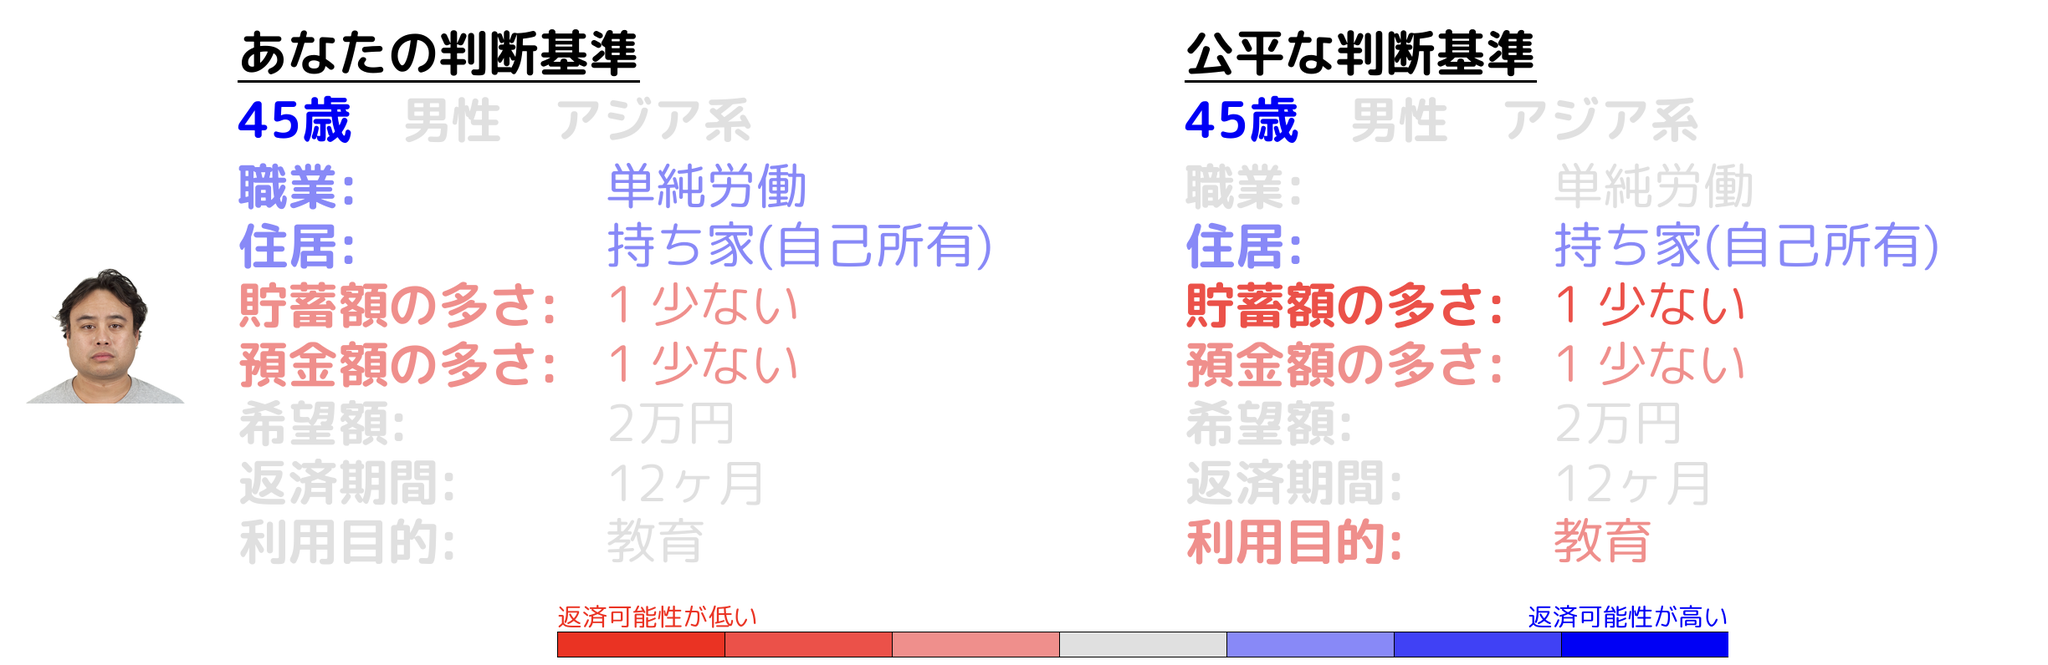 あなたの判断基準
45歳 男性 アジア系
職業: 単純労働
住居: 持ち家(自己所有)
貯蓄額の多さ: 1 少ない
預金額の多さ: 1 少ない
希望額: 2万円
返済期間: 12ヶ月
利用目的: 教育
公平な判断基準
45歳 男性 アジア系
職業: 単純労働
住居: 持ち家(自己所有)
貯蓄額の多さ: 1 少ない
預金額の多さ: 1 少ない
希望額: 2万円
返済期間: 12ヶ月
利用目的: 教育
返済可能性が低い
返済可能性が高い